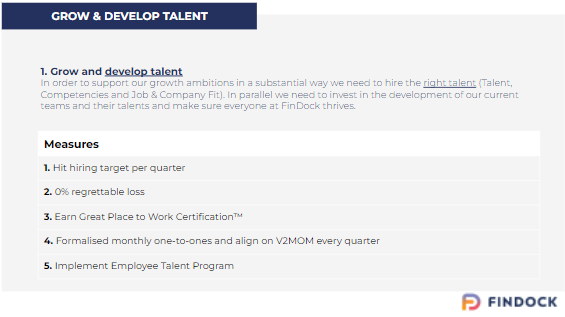 GROW & DEVELOP TALENT
1. Grow and develop talent
In order to support our growth ambitions in a substantial way we need to hire the right talent (Talent,
Competencies and Job & Company Fit). In parallel we need to invest in the development of our current
teams and their talents and make sure everyone at FinDock thrives.
Measures
1. Hit hiring target per quarter
2. 0% regrettable loss
3. Earn Great Place to Work Certification™
4. Formalised monthly one-to-ones and align on V2MOM every quarter
5. Implement Employee Talent Program
FINDOCK